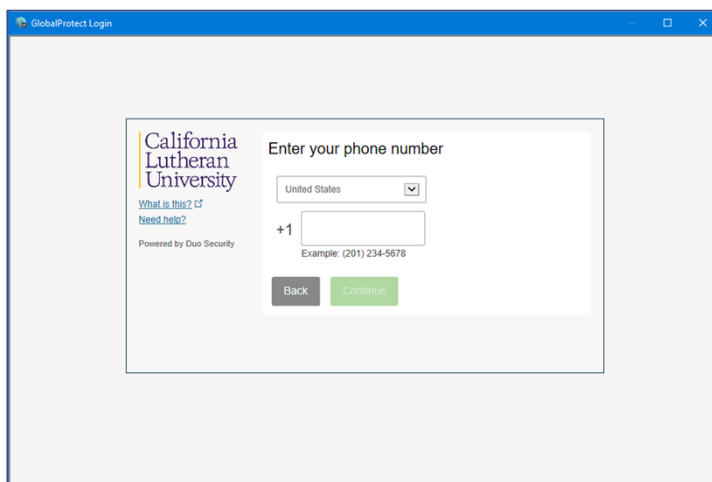 GlobalProtect Login
California
Lutheran
University
What is this?
Need help?
Powered by Duo Security
Enter your phone number
United States
+1
Example: (201) 234-5678
Back
Continue